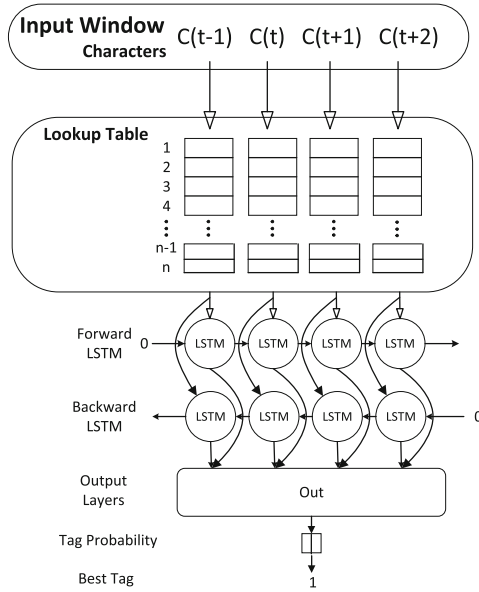 Input Window
Characters C(t-1) C(t) C(t+1) C(t+2)
Lookup Table
1
2
3
4
n-1
n
Forward LSTM 0 LSTM LSTM LSTM LSTM
Backward LSTM LSTM LSTM LSTM LSTM 0
Output Layers Out
Tag Probability
Best Tag 1